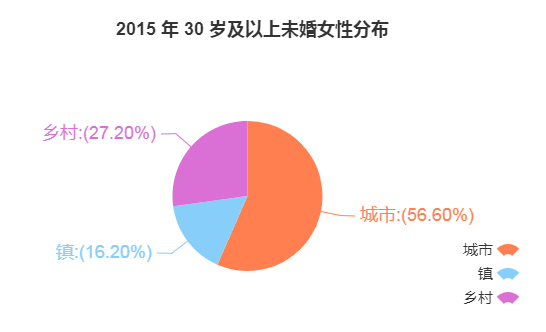 2015 年 30 岁及以上未婚女性分布
乡村:(27.20%)
城市:(56.60%)
镇:(16.20%)
城市
镇
乡村